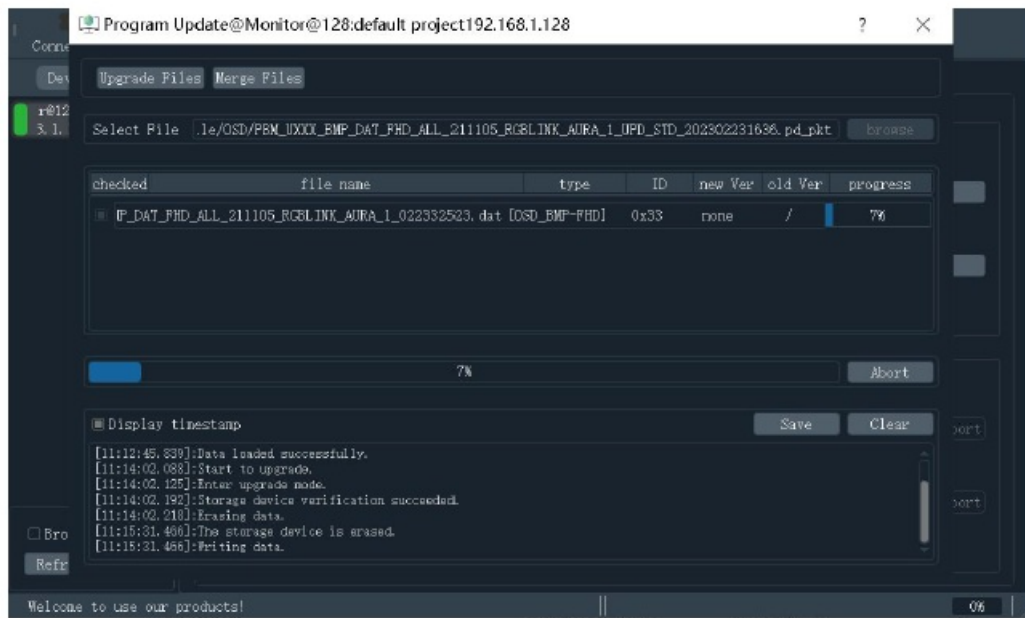 Program Update@Monitor@128:default project192.168.1.128 ? ×
Conne
Dev
Upgrade Files Merge Files
r@12
3. 1.
Select File .le/OSD/PBM_UXXX_BMP_DAT_FHD_ALL_211105_RGBLINK_AURA_1_UPD_STD_202302231636.pd_pkt browse
checked file name type ID new Ver old Ver progress
P_DAT_FHD_ALL_211105_RGBLINK_AURA_1_022332523.dat [OSD_BMP-FHD] 0x33 none / 7%
7% Abort
Display timestamp Save Clear
port
[11:12:45.839]:Data loaded successfully.
[11:14:02.088]:Start to upgrade.
[11:14:02.125]:Enter upgrade mode.
[11:14:02.192]:Storage device verification succeeded.
[11:14:02.218]:Erasing data.
[11:15:31.466]:The storage device is erased.
[11:15:31.466]:Writing data.
port
Bro
Refr
Welcome to use our products! 0%